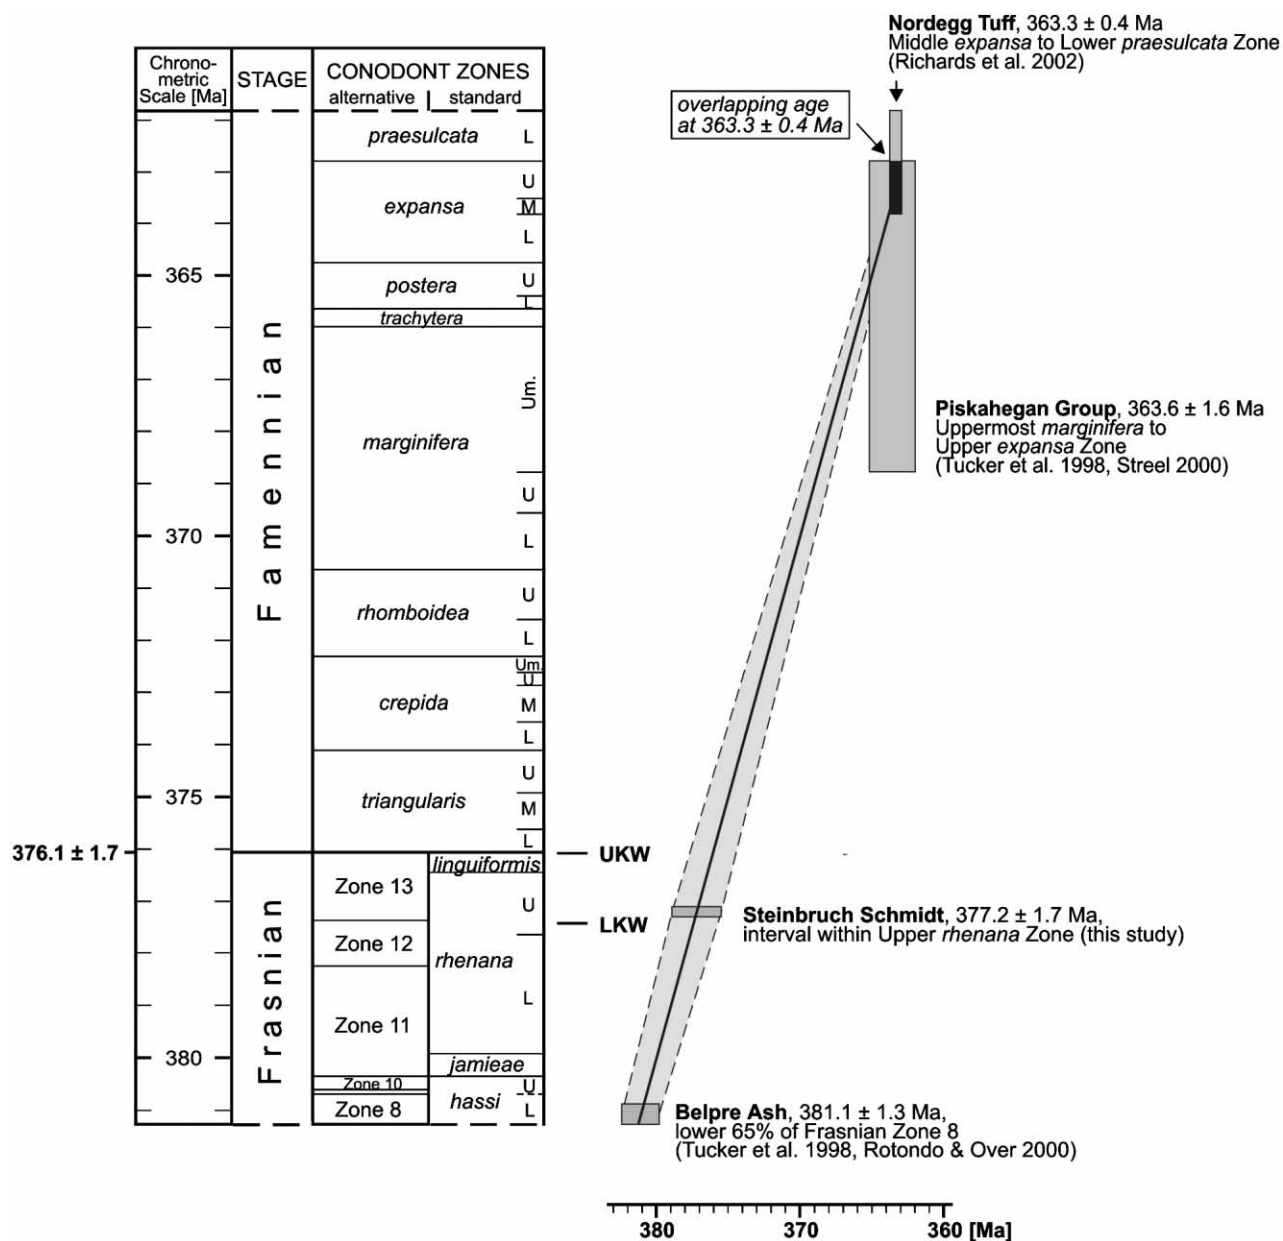 Nordegg Tuff, 363.3 ± 0.4 Ma
Middle expansa to Lower praesulcata Zone
(Richards et al. 2002)
overlapping age
at 363.3 ± 0.4 Ma
Chrono-
metric
Scale [Ma]
STAGE
CONODONT ZONES
alternative
standard
365
370
375
380
376.1 ± 1.7
Famennian
Frasnian
praesulcata
L
expansa
U
M
L
postera
U
L
trachytera
marginifera
Um.
U
L
rhomboidea
U
L
crepida
Um.
U
M
L
triangularis
U
M
L
Zone 13
Zone 12
Zone 11
Zone 10
Zone 8
linguiformis
rhenana
U
L
jamieae
hassi
U
L
UKW
LKW
Piskahegan Group, 363.6 ± 1.6 Ma
Uppermost marginifera to
Upper expansa Zone
(Tucker et al. 1998, Streel 2000)
Steinbruch Schmidt, 377.2 ± 1.7 Ma,
interval within Upper rhenana Zone (this study)
Belpre Ash, 381.1 ± 1.3 Ma,
lower 65% of Frasnian Zone 8
(Tucker et al. 1998, Rotondo & Over 2000)
380 370 360 [Ma]